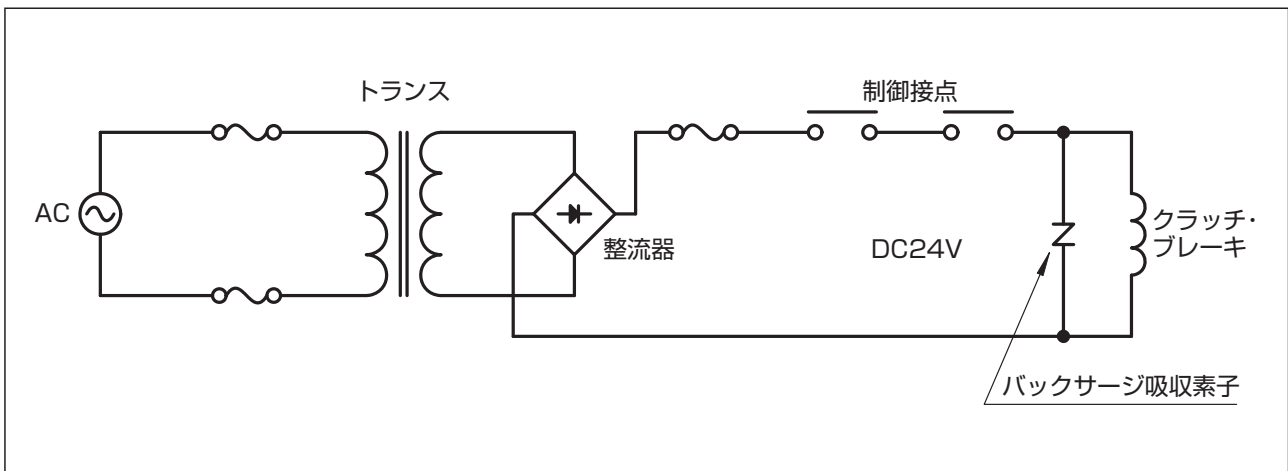 トランス
制御接点
AC
整流器
DC24V
クラッチ・
ブレーキ
バックサージ吸収素子